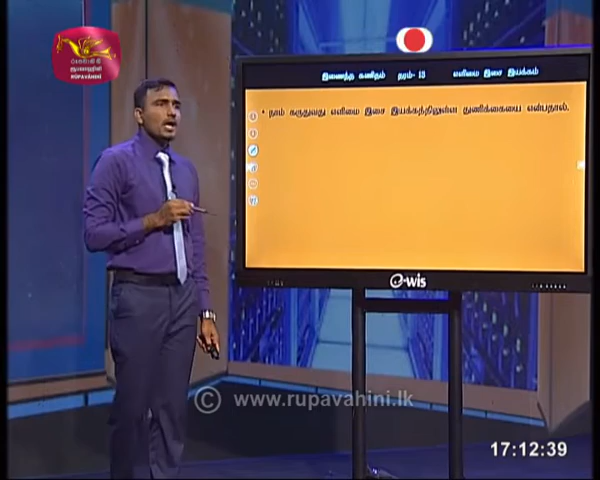 RUPAVAHINI
இணைந்த கணிதம் தரம்- 13 எளிமை இசை இயக்கம்
• நாம் கருதுவது எளிமை இசை இயக்கத்திலுள்ள துணிக்கையை என்பதால்.
e-wis
© www.rupavahini.lk
17:12:39